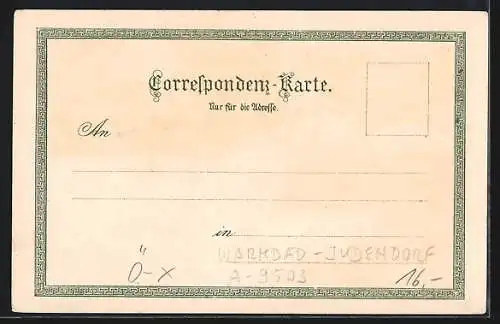 Correspondenz-Karte.
Nur für die Adresse.
An
in
WARMBAD-JUDENDORF
Ö-X
A-9503
16,-